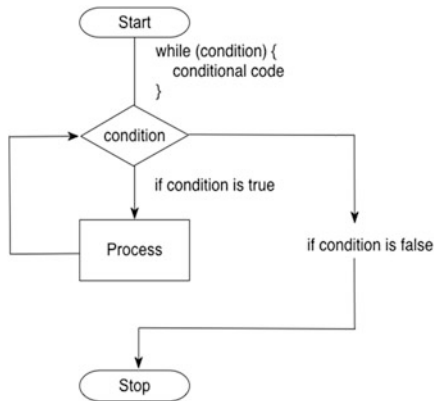 Start
while (condition) {
conditional code
}
condition
if condition is true
Process
if condition is false
Stop